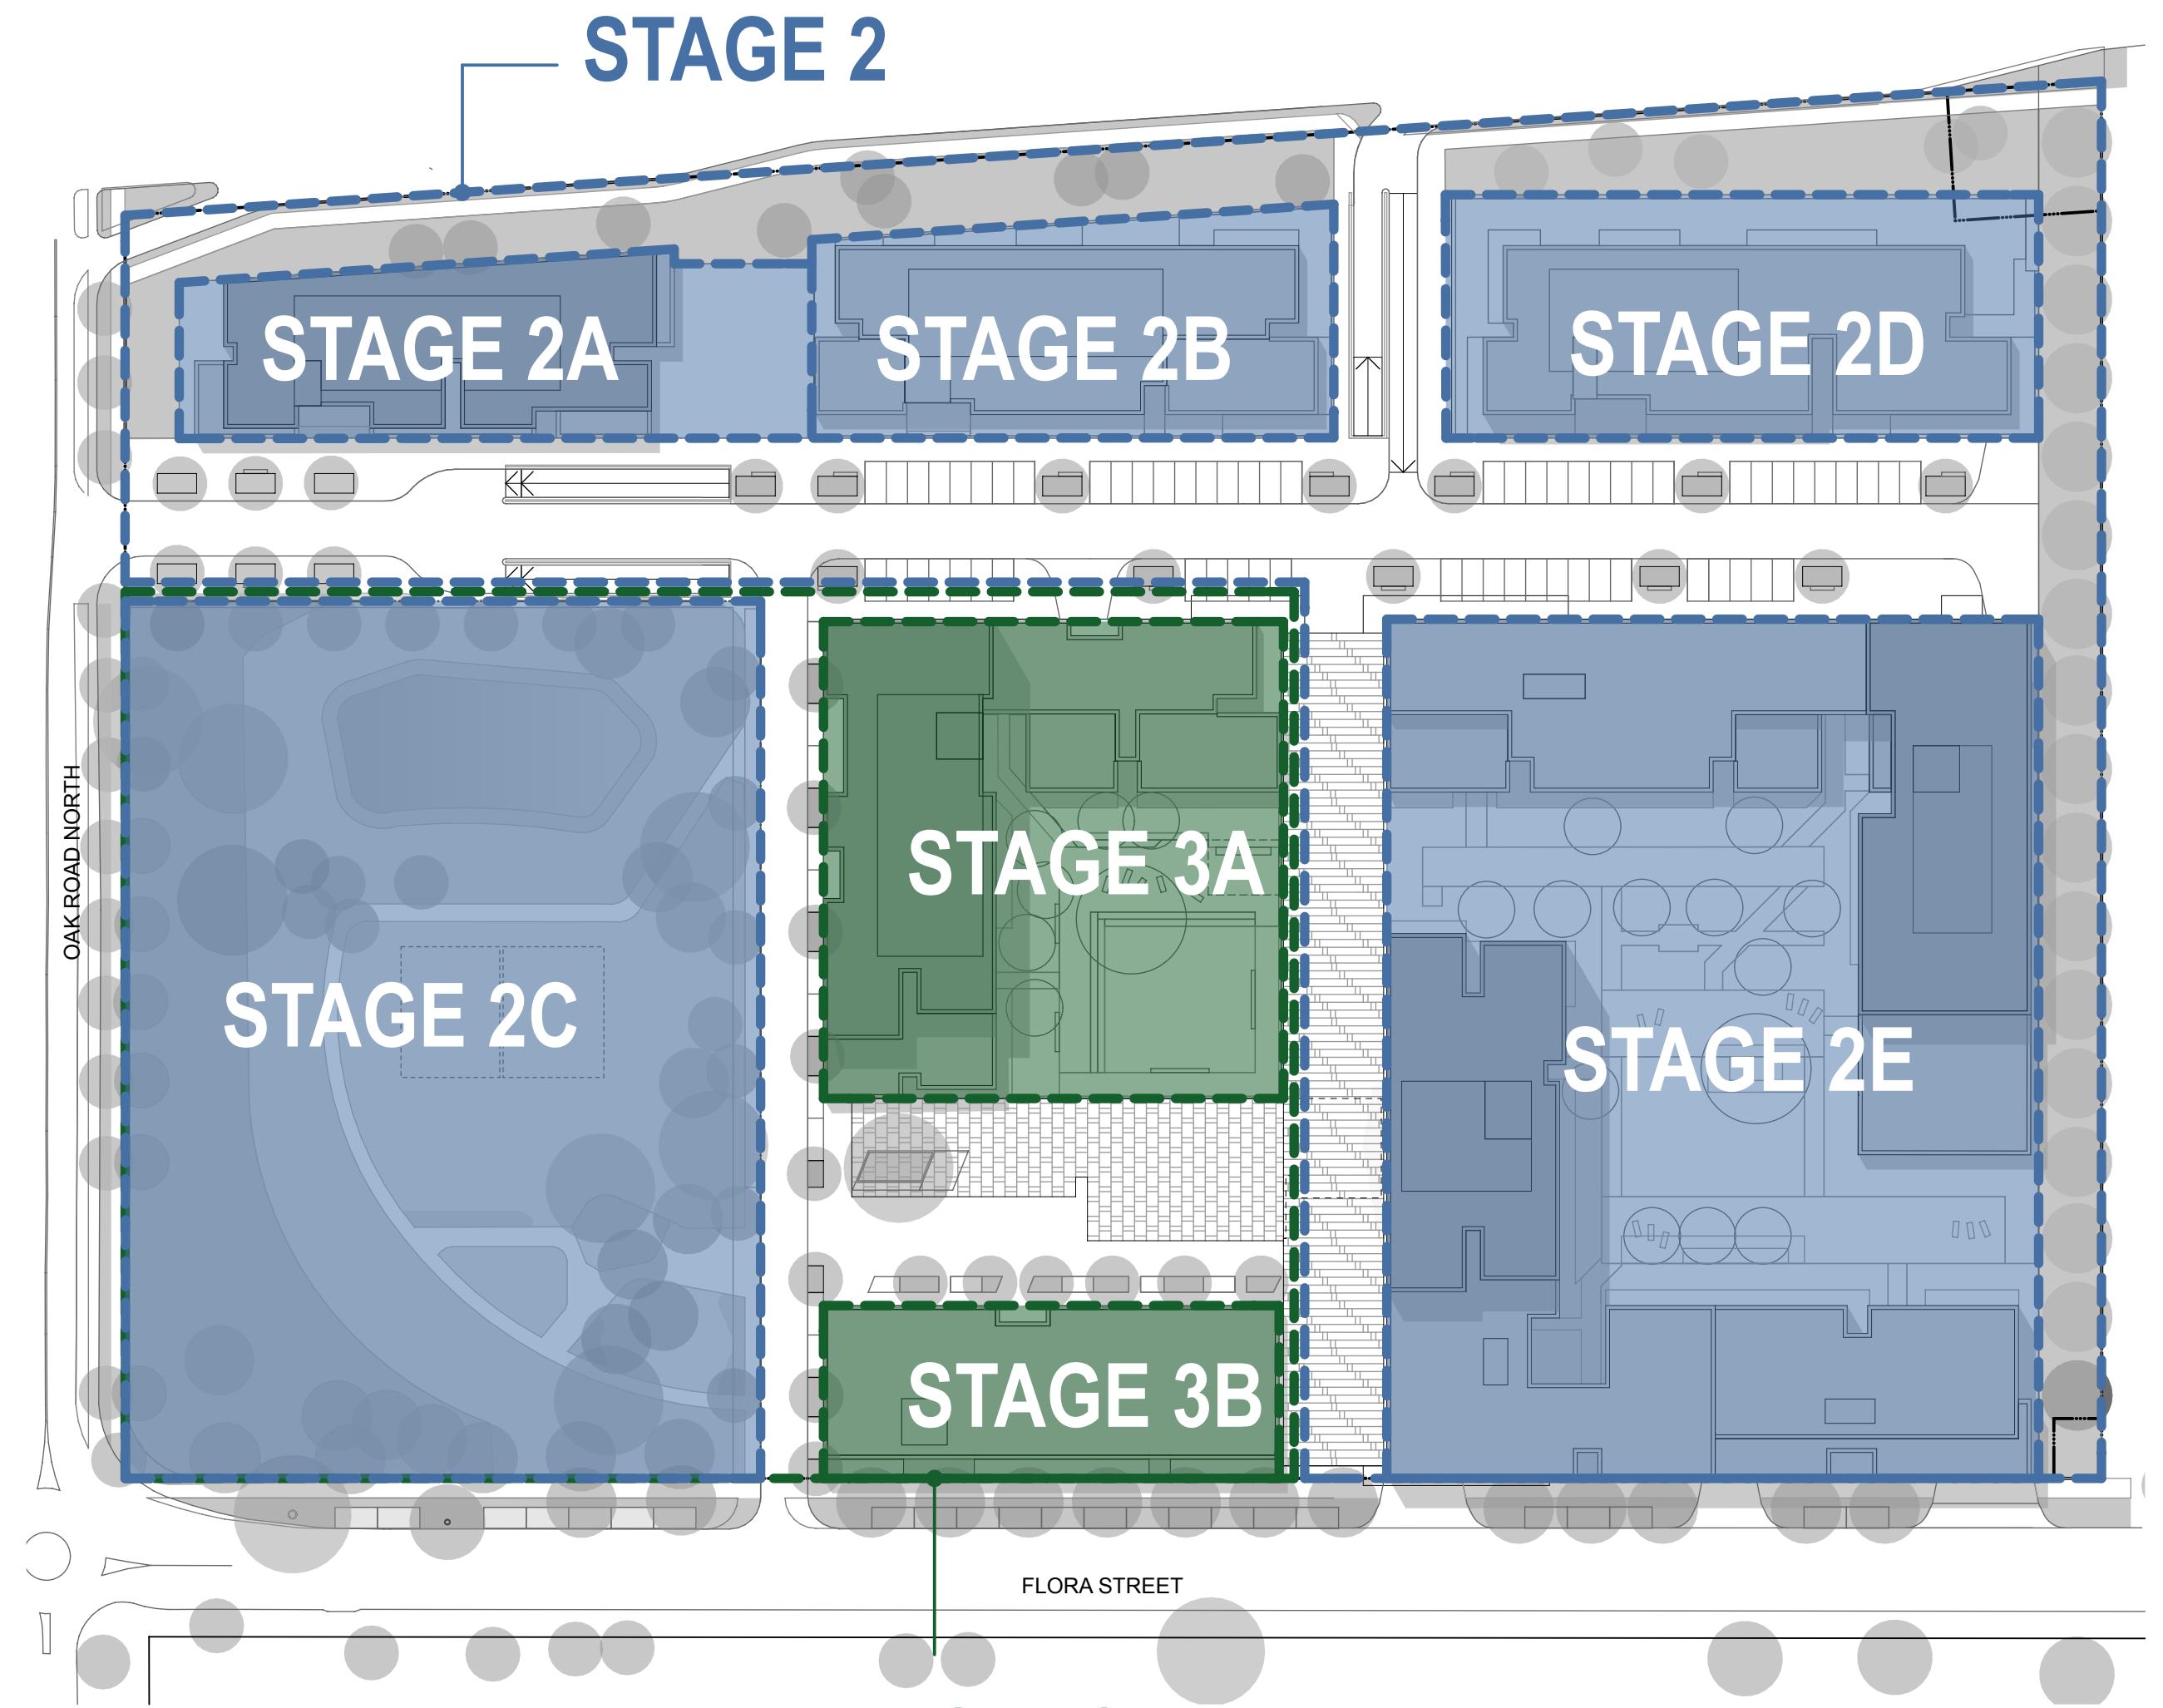 STAGE 2
STAGE 2A
STAGE 2B
STAGE 2D
OAK ROAD NORTH
STAGE 3A
STAGE 2C
STAGE 2E
STAGE 3B
FLORA STREET